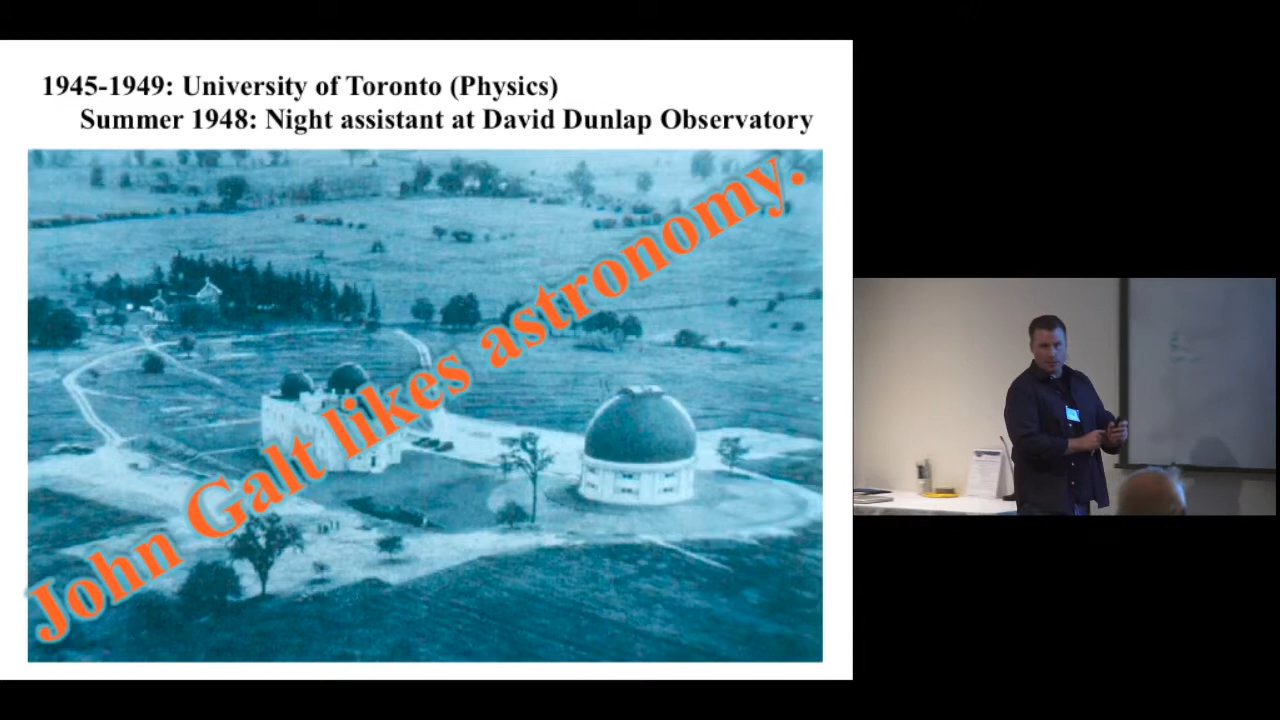 1945-1949: University of Toronto (Physics)
Summer 1948: Night assistant at David Dunlap Observatory
John Galt likes astronomy.